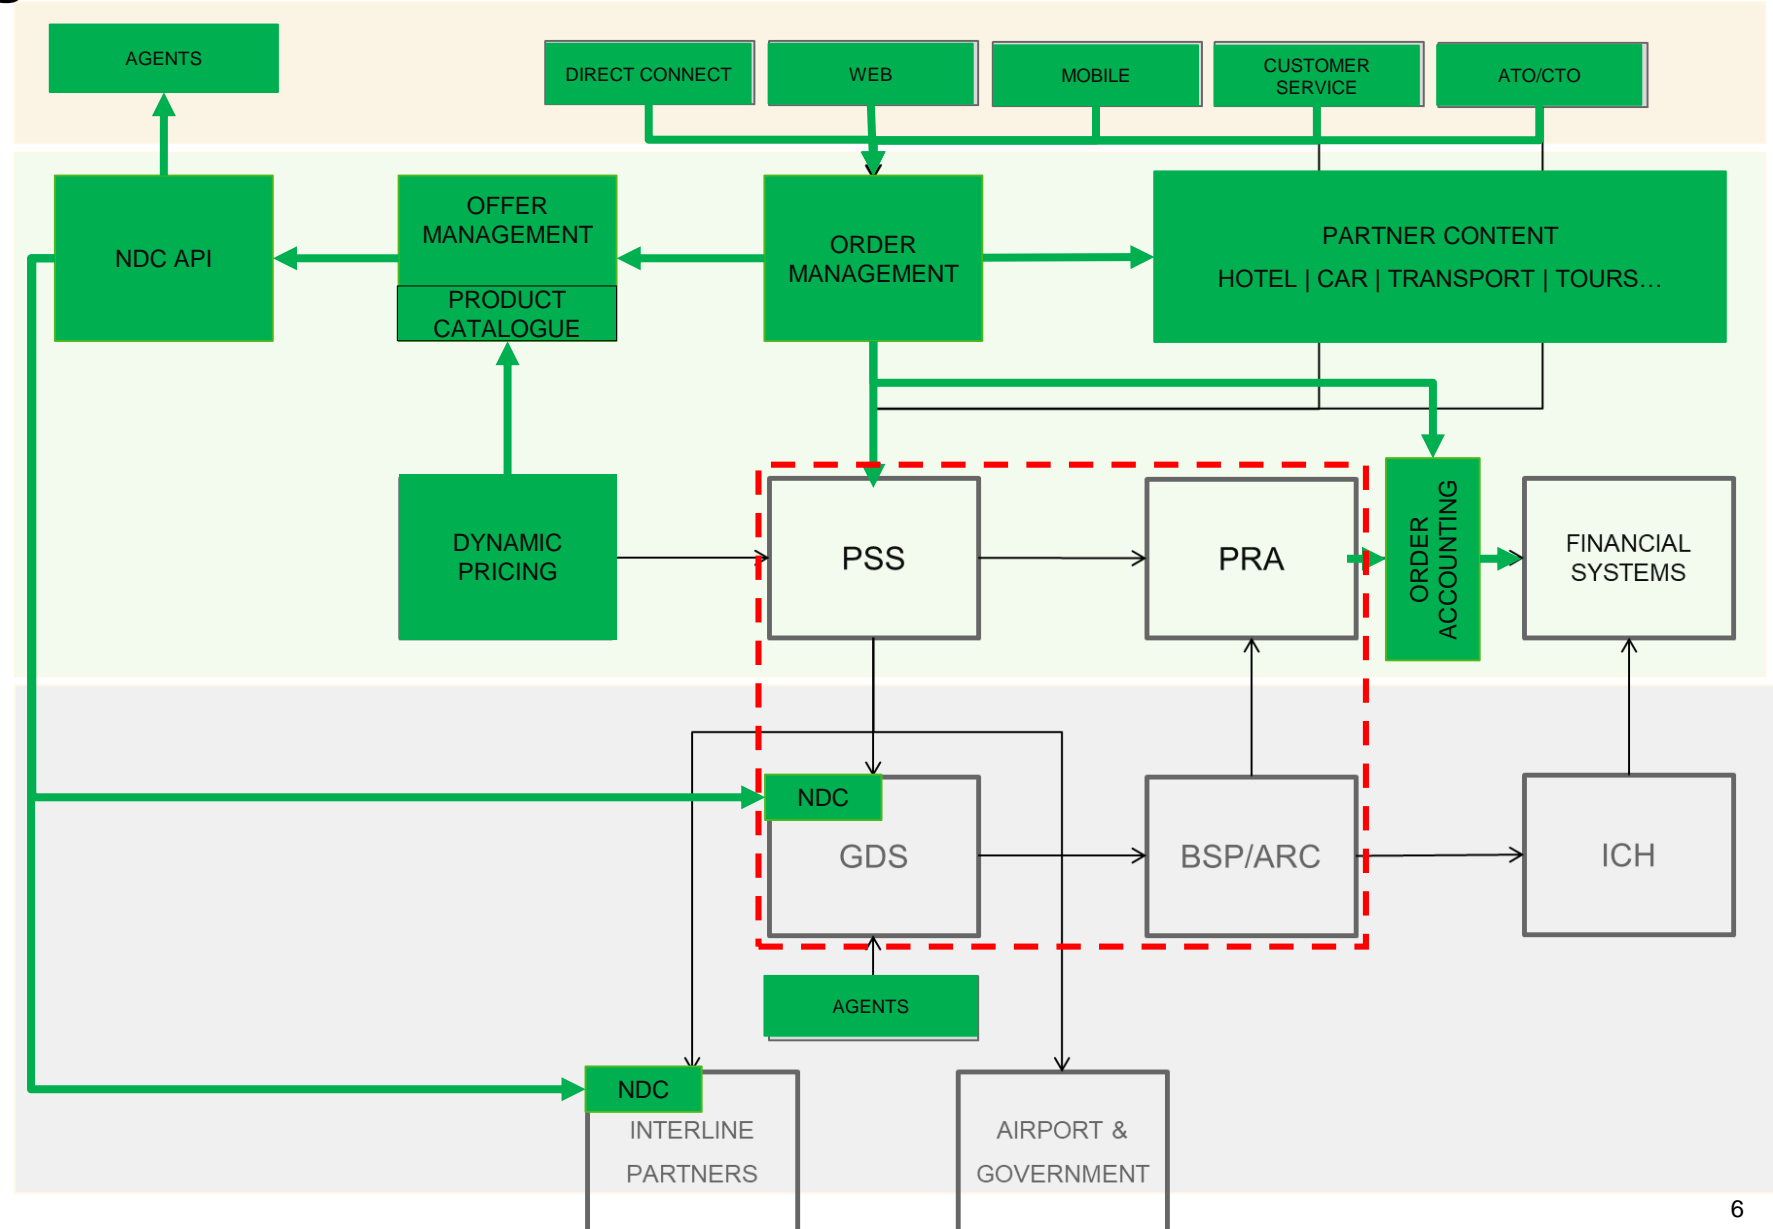 AGENTS
DIRECT CONNECT
WEB
MOBILE
CUSTOMER
SERVICE
ATO/CTO
NDC API
OFFER
MANAGEMENT
PRODUCT
CATALOGUE
ORDER
MANAGEMENT
PARTNER CONTENT
HOTEL | CAR | TRANSPORT | TOURS…
DYNAMIC
PRICING
PSS
PRA
ORDER
ACCOUNTING
FINANCIAL
SYSTEMS
NDC
GDS
BSP/ARC
ICH
AGENTS
NDC
INTERLINE
PARTNERS
AIRPORT &
GOVERNMENT
6